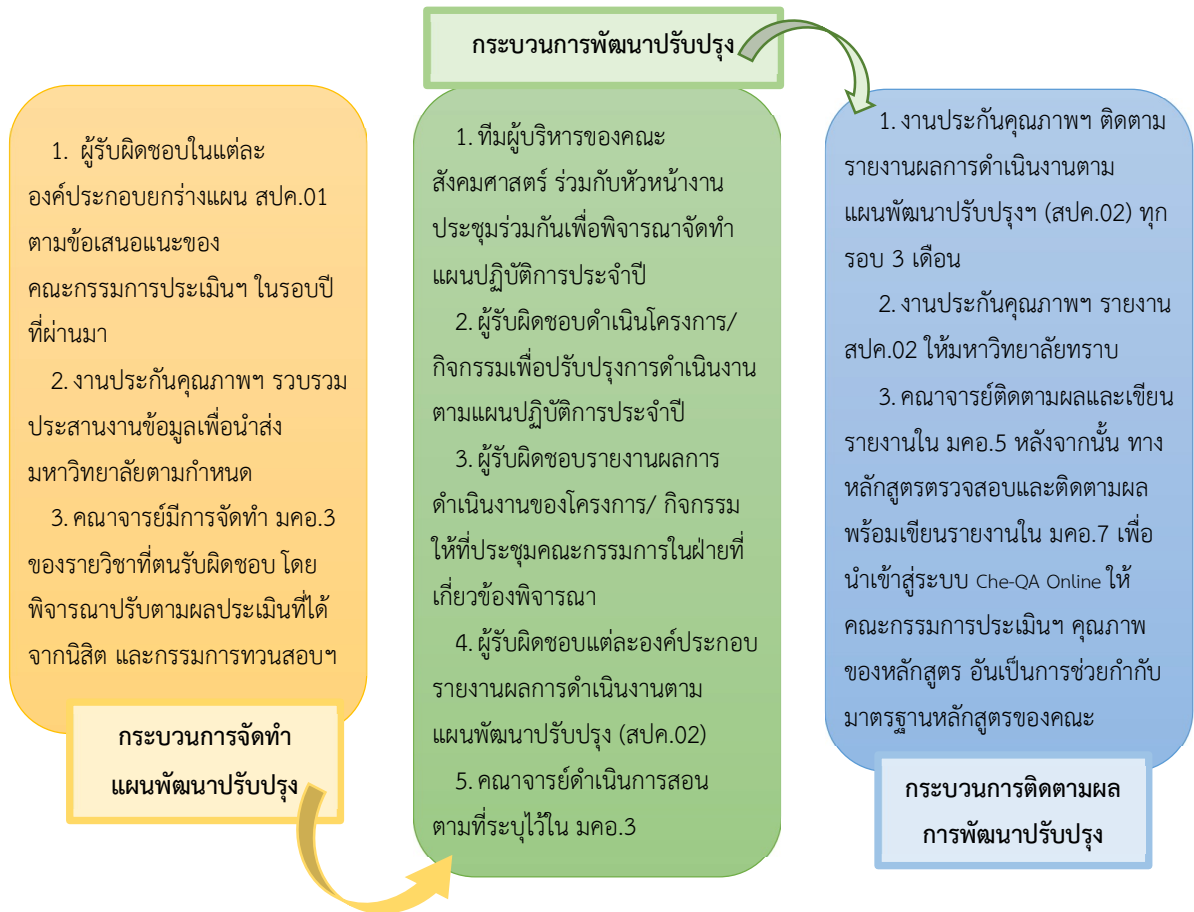 1. ผู้รับผิดชอบในแต่ละ
องค์ประกอบยกร่างแผน สปค.01
ตามข้อเสนอแนะของ
คณะกรรมการประเมินฯ ในรอบปี
ที่ผ่านมา
2. งานประกันคุณภาพฯ รวบรวม
ประสานงานข้อมูลเพื่อนำส่ง
มหาวิทยาลัยตามกำหนด
3. คณาจารย์มีการจัดทำ มคอ.3
ของรายวิชาที่ตนรับผิดชอบ โดย
พิจารณาปรับตามผลประเมินที่ได้
จากนิสิต และกรรมการทวนสอบฯ
กระบวนการจัดทำ
แผนพัฒนาปรับปรุง
กระบวนการพัฒนาปรับปรุง
1. ทีมผู้บริหารของคณะ
สังคมศาสตร์ ร่วมกับหัวหน้างาน
ประชุมร่วมกันเพื่อพิจารณาจัดทำ
แผนปฏิบัติการประจำปี
2. ผู้รับผิดชอบดำเนินโครงการ/
กิจกรรมเพื่อปรับปรุงการดำเนินงาน
ตามแผนปฏิบัติการประจำปี
3. ผู้รับผิดชอบรายงานผลการ
ดำเนินงานของโครงการ/ กิจกรรม
ให้ที่ประชุมคณะกรรมการในฝ่ายที่
เกี่ยวข้องพิจารณา
4. ผู้รับผิดชอบแต่ละองค์ประกอบ
รายงานผลการดำเนินงานตาม
แผนพัฒนาปรับปรุง (สปค.02)
5. คณาจารย์ดำเนินการสอน
ตามที่ระบุไว้ใน มคอ.3
1. งานประกันคุณภาพฯ ติดตาม
รายงานผลการดำเนินงานตาม
แผนพัฒนาปรับปรุงฯ (สปค.02) ทุก
รอบ 3 เดือน
2. งานประกันคุณภาพฯ รายงาน
สปค.02 ให้มหาวิทยาลัยทราบ
3. คณาจารย์ติดตามผลและเขียน
รายงานใน มคอ.5 หลังจากนั้น ทาง
หลักสูตรตรวจสอบและติดตามผล
พร้อมเขียนรายงานใน มคอ.7 เพื่อ
นำเข้าสู่ระบบ Che-QA Online ให้
คณะกรรมการประเมินฯ คุณภาพ
ของหลักสูตร อันเป็นการช่วยกำกับ
มาตรฐานหลักสูตรของคณะ
กระบวนการติดตามผล
การพัฒนาปรับปรุง